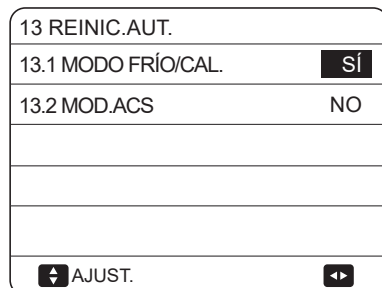 13 REINIC.AUT.
13.1 MODO FRÍO/CAL. SÍ
13.2 MOD.ACS NO
AJUST.